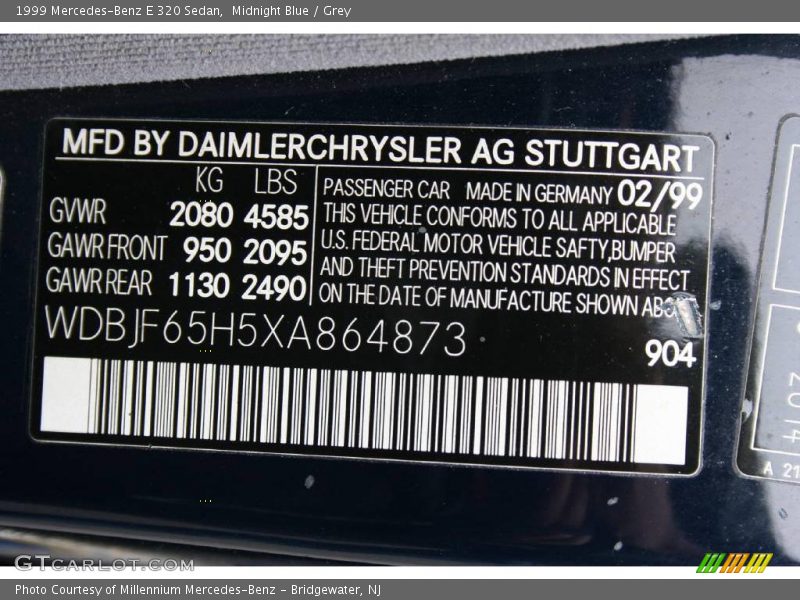 1999 Mercedes-Benz E 320 Sedan, Midnight Blue / Grey
MFD BY DAIMLERCHRYSLER AG STUTTGART
KG LBS
GVWR 2080 4585
GAWR FRONT 950 2095
GAWR REAR 1130 2490
PASSENGER CAR MADE IN GERMANY 02/99
THIS VEHICLE CONFORMS TO ALL APPLICABLE
U.S. FEDERAL MOTOR VEHICLE SAFTY,BUMPER
AND THEFT PREVENTION STANDARDS IN EFFECT
ON THE DATE OF MANUFACTURE SHOWN
WDBJF65H5XA864873
904
2014
A 21
GTCARLOT.COM
Photo Courtesy of Millennium Mercedes-Benz - Bridgewater, NJ